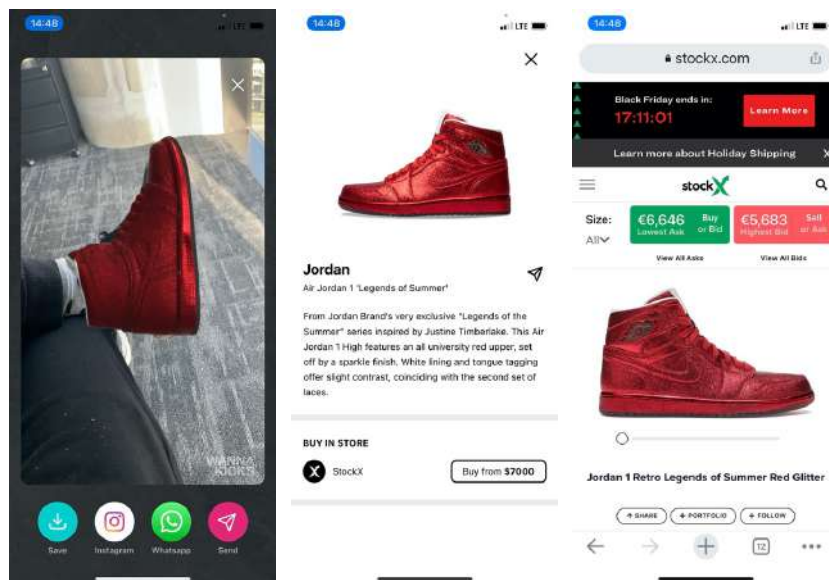 14:48
LTE
WANNA
KICKS
Save
Instagram
Whatsapp
Send
14:48
LTE
Jordan
Air Jordan 1 'Legends of Summer'
From Jordan Brand's very exclusive "Legends of the
Summer" series inspired by Justine Timberlake. This Air
Jordan 1 High features an all university red upper, set
off by a sparkle finish. White lining and tongue tagging
offer slight contrast, coinciding with the second set of
laces.
BUY IN STORE
X StockX
Buy from $7000
14:48
LTE
stockx.com
Black Friday ends in:
17:11:01
Learn More
Learn more about Holiday Shipping X
stockX
Size:
All
€6,646 Buy
Lowest Ask or Bid
€5,683 Sell
Highest Bid or Ask
View All Asks
View All Bids
Jordan 1 Retro Legends of Summer Red Glitter
SHARE
+ PORTFOLIO
+ FOLLOW
12